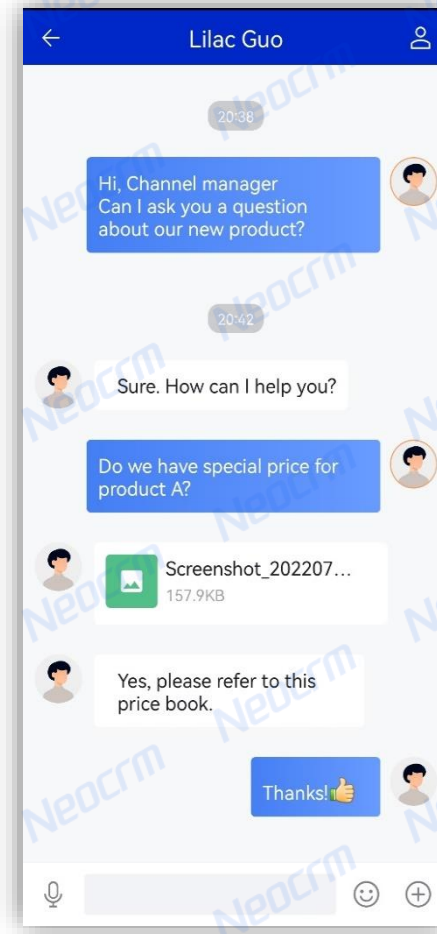 Lilac Guo
20:38
Hi, Channel manager
Can I ask you a question
about our new product?
20:42
Sure. How can I help you?
Do we have special price for
product A?
Screenshot_202207...
157.9KB
Yes, please refer to this
price book.
Thanks!👍
Neocrm